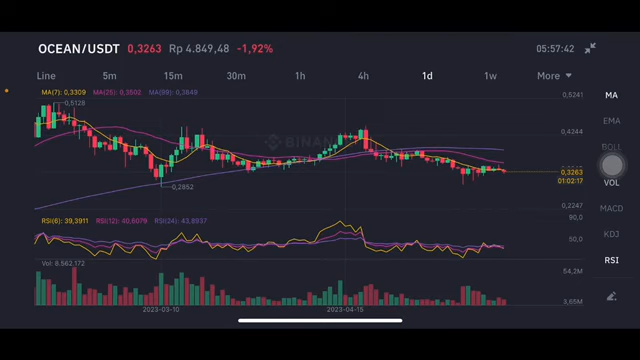 OCEAN/USDT 0,3263 Rp 4.849,48 -1,92% 05:57:42
Line 5m 15m 30m 1h 4h 1d 1w More
MA(7): 0,3309 MA(25): 0,3502 MA(99): 0,3849
0,5128
0,5241
0,4244
0,3263
01:02:17
0,2852
0,2247
RSI(6): 39,3911 RSI(12): 40,6079 RSI(24): 43,8937
90,0
50,0
Vol: 8.562.172
54,2M
3,65M
2023-03-10 2023-04-15
MA
EMA
BOLL
VOL
MACD
KDJ
RSI